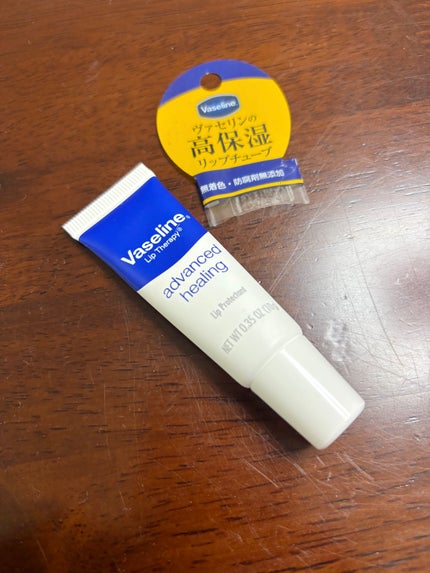 Vaseline
ヴァセリンの
高保湿
リップチューブ
無着色・防腐剤無添加
Vaseline®
Lip Therapy®
advanced
healing
Lip Protectant
NET WT 0.35 OZ (10g)